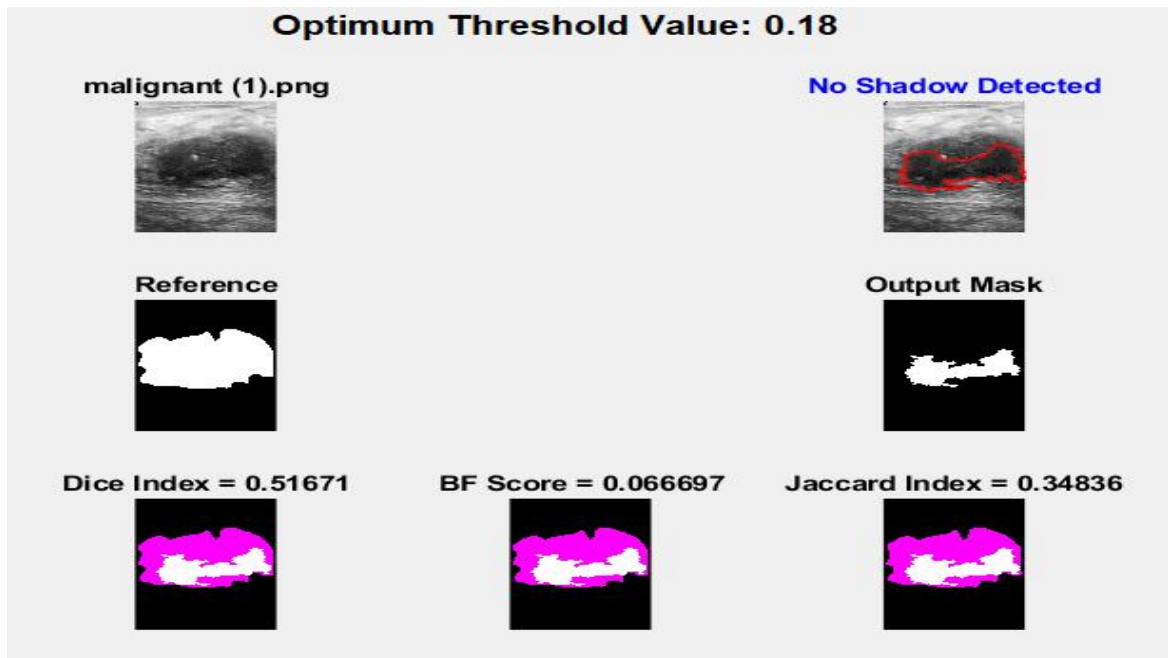 Optimum Threshold Value: 0.18
malignant (1).png
No Shadow Detected
Reference
Output Mask
Dice Index = 0.51671
BF Score = 0.066697
Jaccard Index = 0.34836